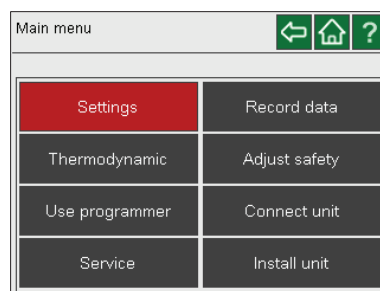 Main menu ?
Settings Record data
Thermodynamic Adjust safety
Use programmer Connect unit
Service Install unit